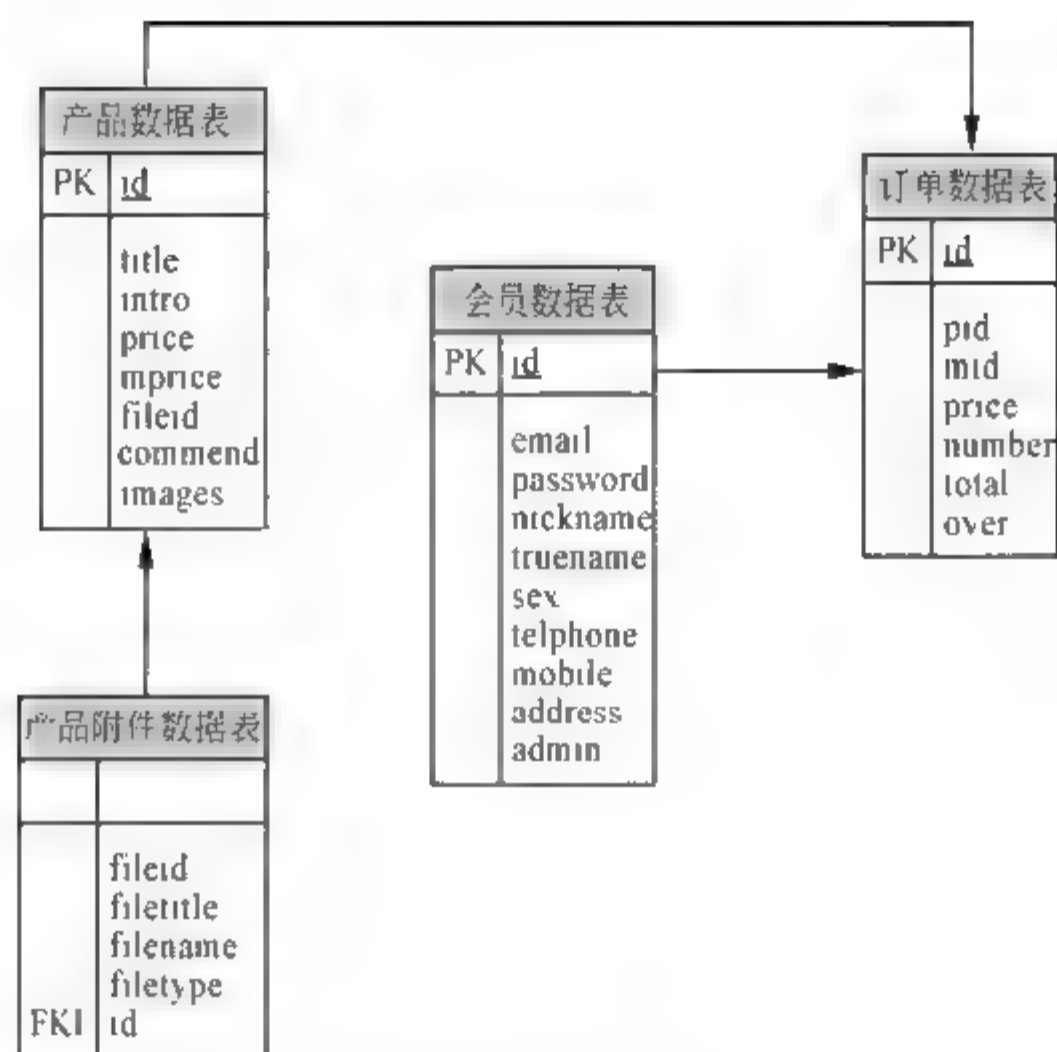 产品数据表
PK id
title
intro
price
mprice
fileid
commend
images
会员数据表
PK id
email
password
nickname
truename
sex
telphone
mobile
address
admin
订单数据表
PK id
pid
mid
price
number
total
over
产品附件数据表
fileid
filetitle
filename
filetype
FK1 id